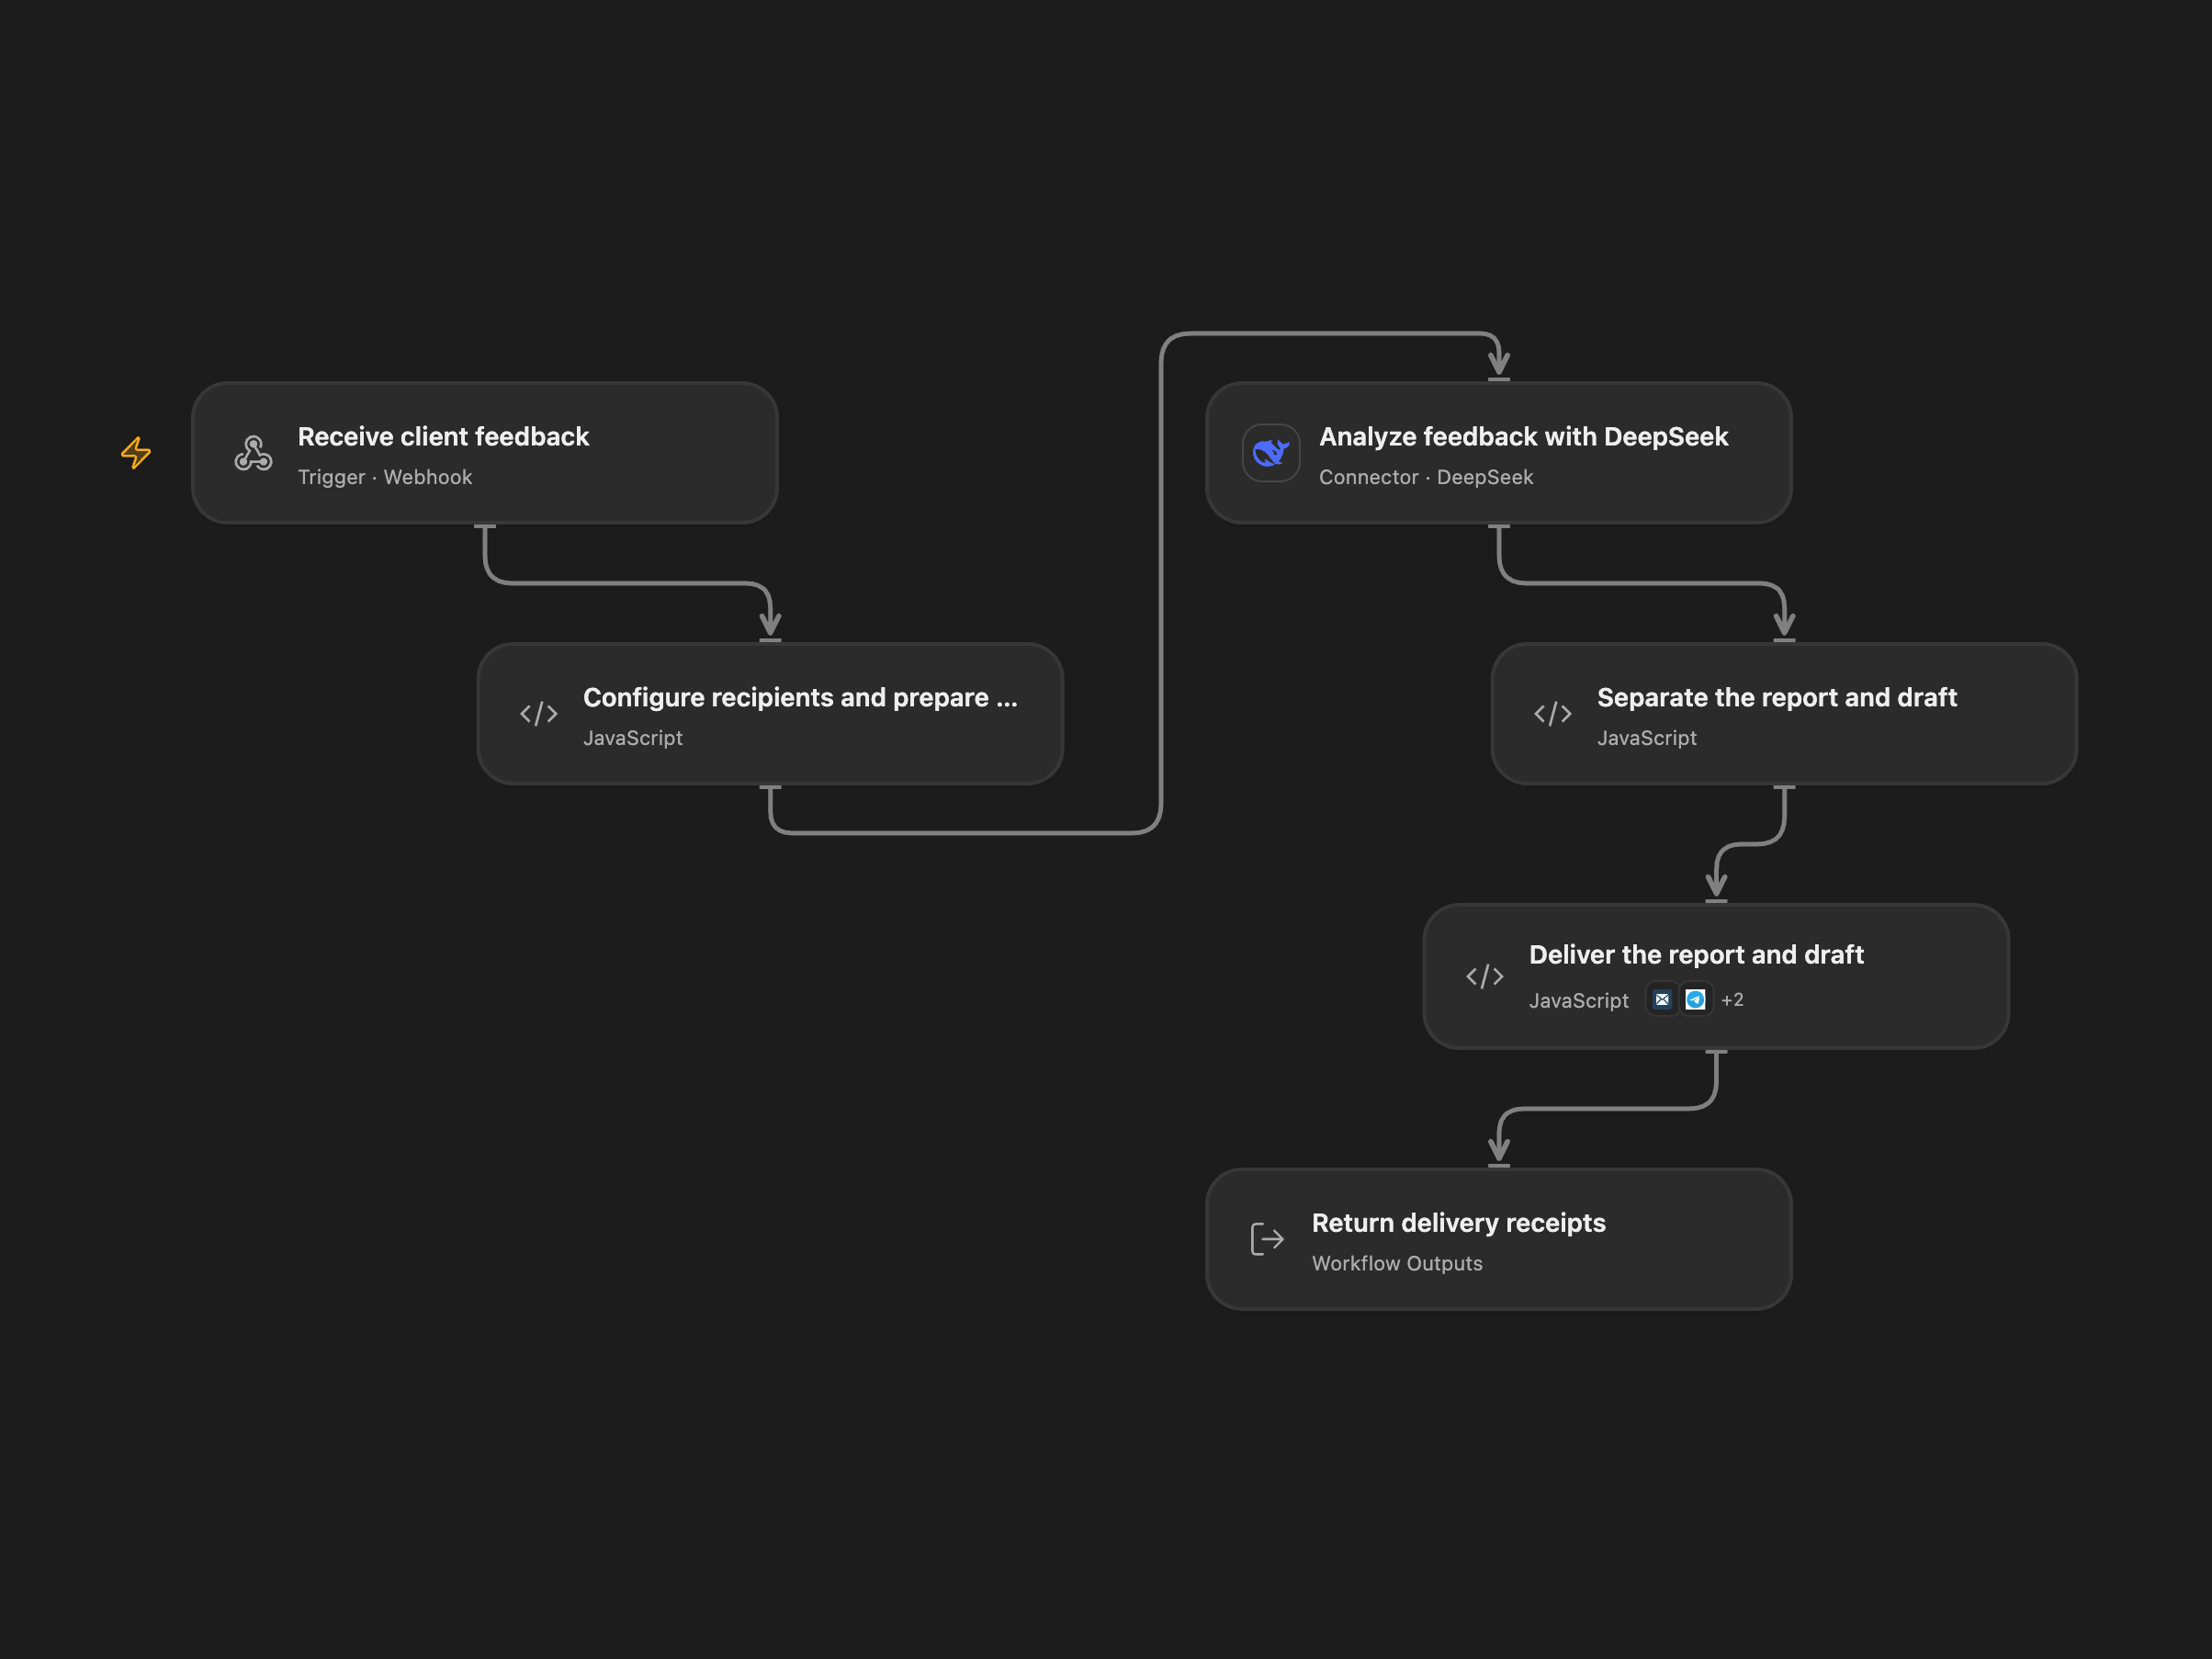 Receive client feedback
Trigger · Webhook
Configure recipients and prepare ...
JavaScript
Analyze feedback with DeepSeek
Connector · DeepSeek
Separate the report and draft
JavaScript
Deliver the report and draft
JavaScript +2
Return delivery receipts
Workflow Outputs